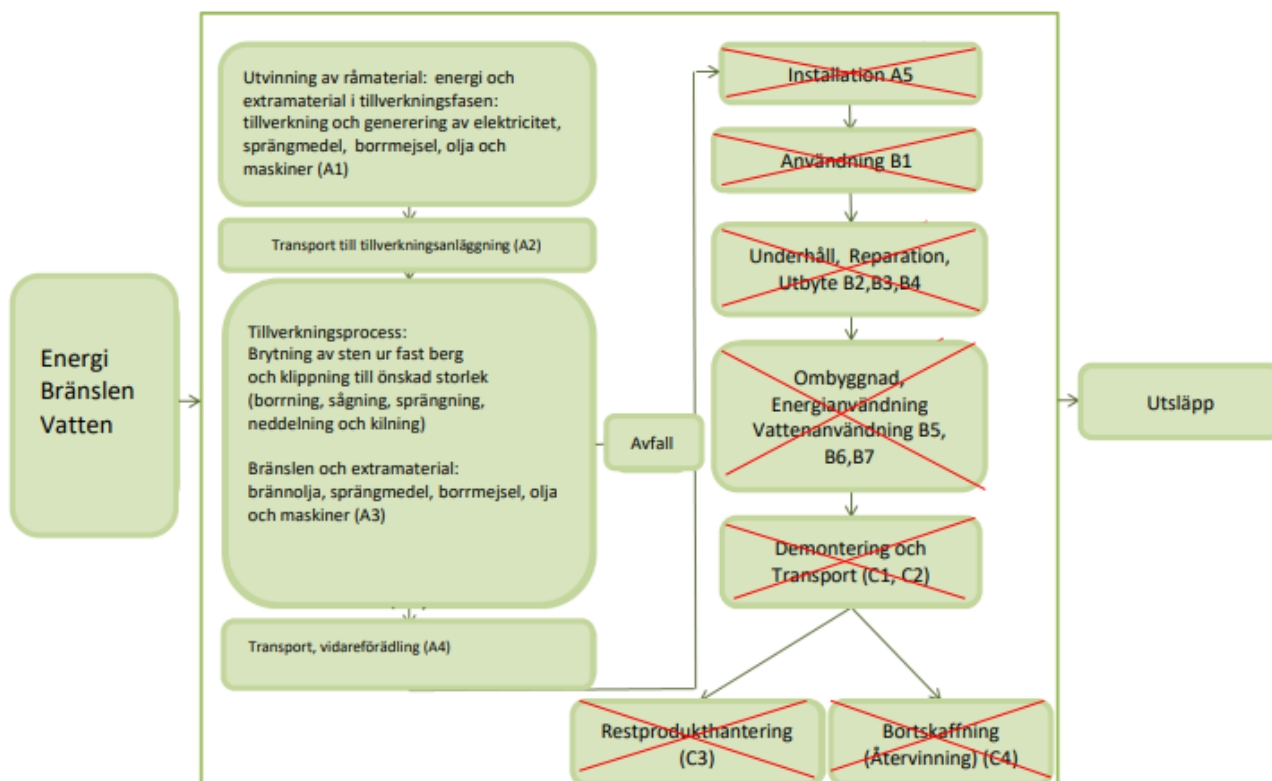 Energi
Bränslen
Vatten
Utvinning av råmaterial: energi och
extramaterial i tillverkningsfasen:
tillverkning och generering av elektricitet,
sprängmedel, borrmejsel, olja och
maskiner (A1)
Transport till tillverkningsanläggning (A2)
Tillverkningsprocess:
Brytning av sten ur fast berg
och klippning till önskad storlek
(borrning, sågning, sprängning,
neddelning och kilning)
Bränslen och extramaterial:
brännolja, sprängmedel, borrmejsel, olja
och maskiner (A3)
Avfall
Transport, vidareförädling (A4)
Installation A5
Användning B1
Underhåll, Reparation,
Utbyte B2,B3,B4
Ombyggnad,
Energianvändning
Vattenanvändning B5,
B6,B7
Demontering och
Transport (C1, C2)
Restprodukthantering
(C3)
Bortskaffning
(Återvinning) (C4)
Utsläpp